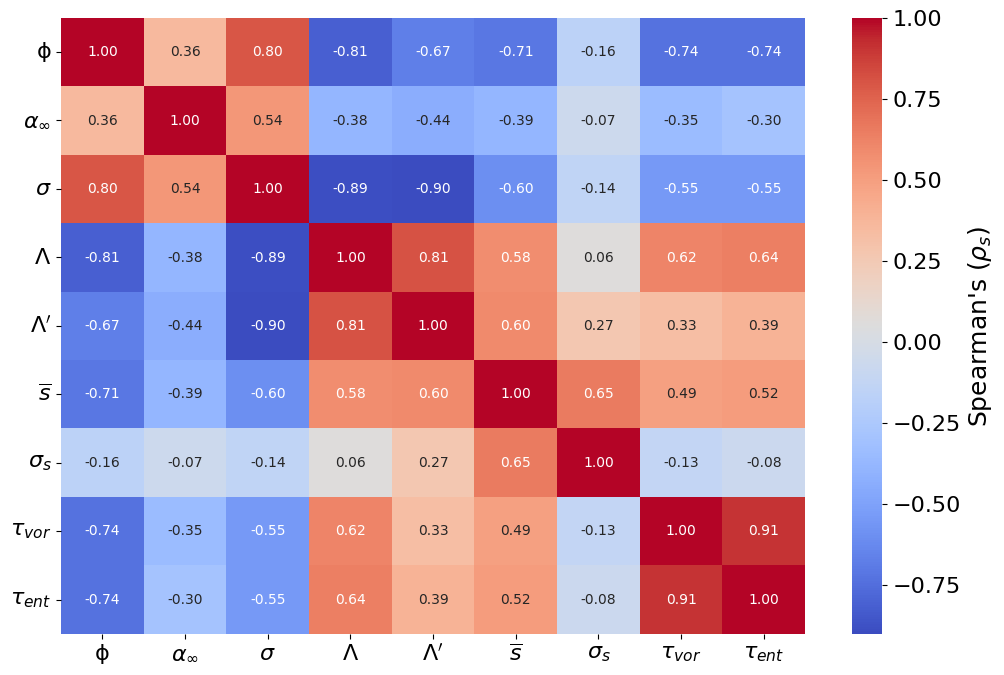 ϕ 1.00 0.36 0.80 -0.81 -0.67 -0.71 -0.16 -0.74 -0.74
α∞ 0.36 1.00 0.54 -0.38 -0.44 -0.39 -0.07 -0.35 -0.30
σ 0.80 0.54 1.00 -0.89 -0.90 -0.60 -0.14 -0.55 -0.55
Λ -0.81 -0.38 -0.89 1.00 0.81 0.58 0.06 0.62 0.64
Λ′ -0.67 -0.44 -0.90 0.81 1.00 0.60 0.27 0.33 0.39
s̅ -0.71 -0.39 -0.60 0.58 0.60 1.00 0.65 0.49 0.52
σs -0.16 -0.07 -0.14 0.06 0.27 0.65 1.00 -0.13 -0.08
τvor -0.74 -0.35 -0.55 0.62 0.33 0.49 -0.13 1.00 0.91
τent -0.74 -0.30 -0.55 0.64 0.39 0.52 -0.08 0.91 1.00
ϕ α∞ σ Λ Λ′ s̅ σs τvor τent
1.00
0.75
0.50
0.25
0.00
−0.25
−0.50
−0.75
Spearman's (ρs)